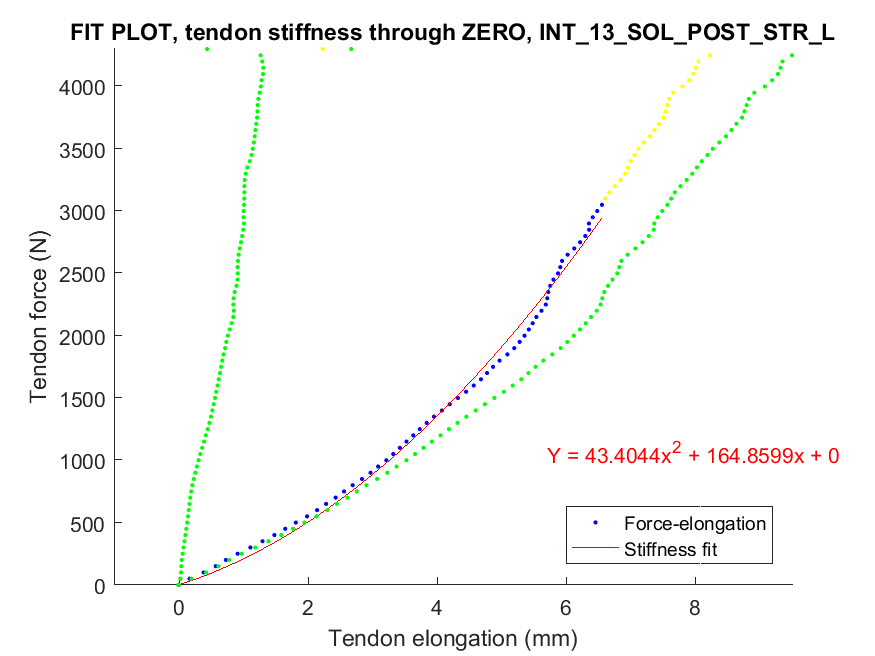 FIT PLOT, tendon stiffness through ZERO, INT_13_SOL_POST_STR_L
4000
3500
3000
2500
2000
1500
1000
500
0
Tendon force (N)
Y = 43.4044x² + 164.8599x + 0
Force-elongation
Stiffness fit
0 2 4 6 8
Tendon elongation (mm)